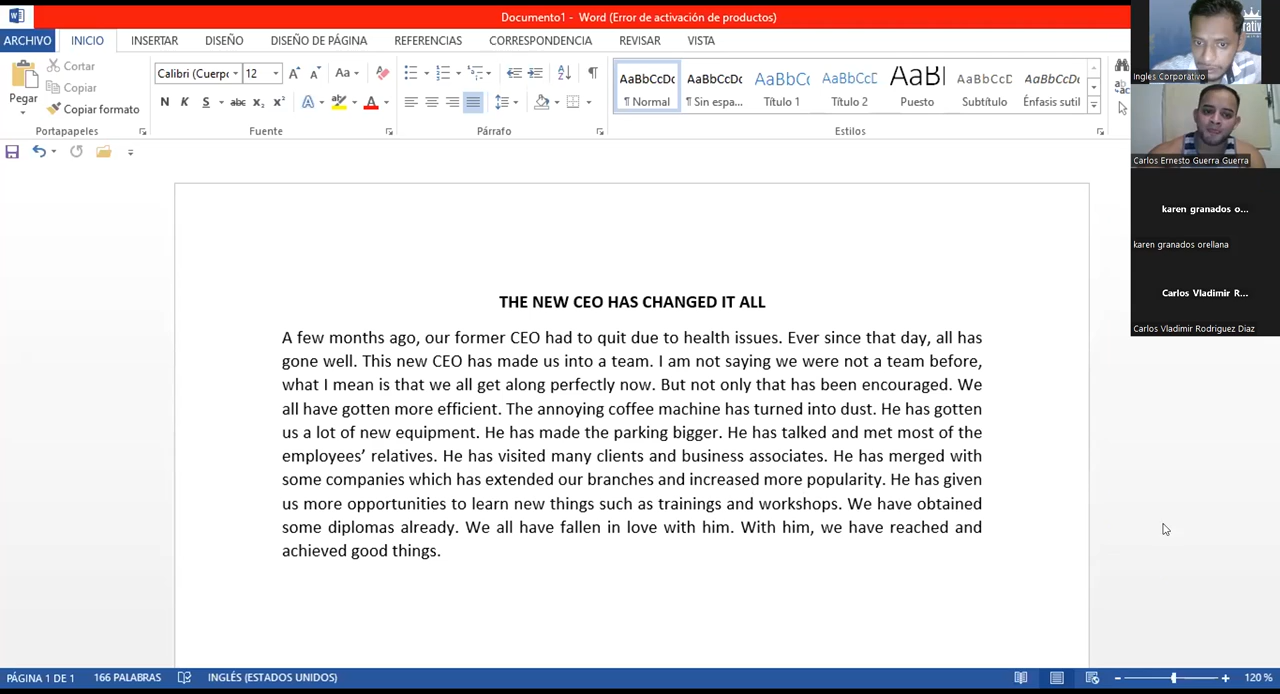 Documento1 - Word (Error de activación de productos)
ARCHIVO INICIO INSERTAR DISEÑO DISEÑO DE PÁGINA REFERENCIAS CORRESPONDENCIA REVISAR VISTA
Pegar
Cortar
Copiar
Copiar formato
Portapapeles
Calibri (Cuerpo 12
Aa
N K S abc x₂ x²
Fuente
Párrafo
AaBbCcDc AaBbCcDc AaBbCc AaBbCcD AaBl AaBbCcD AaBbCcDc
¶ Normal ¶ Sin espa... Título 1 Título 2 Puesto Subtítulo Énfasis sutil
Estilos
Ingles Corporativo
Carlos Ernesto Guerra Guerra
karen granados o...
karen granados orellana
Carlos Vladimir R...
Carlos Vladimir Rodriguez Diaz
THE NEW CEO HAS CHANGED IT ALL
A few months ago, our former CEO had to quit due to health issues. Ever since that day, all has
gone well. This new CEO has made us into a team. I am not saying we were not a team before,
what I mean is that we all get along perfectly now. But not only that has been encouraged. We
all have gotten more efficient. The annoying coffee machine has turned into dust. He has gotten
us a lot of new equipment. He has made the parking bigger. He has talked and met most of the
employees’ relatives. He has visited many clients and business associates. He has merged with
some companies which has extended our branches and increased more popularity. He has given
us more opportunities to learn new things such as trainings and workshops. We have obtained
some diplomas already. We all have fallen in love with him. With him, we have reached and
achieved good things.
PÁGINA 1 DE 1 166 PALABRAS INGLÉS (ESTADOS UNIDOS) 120 %